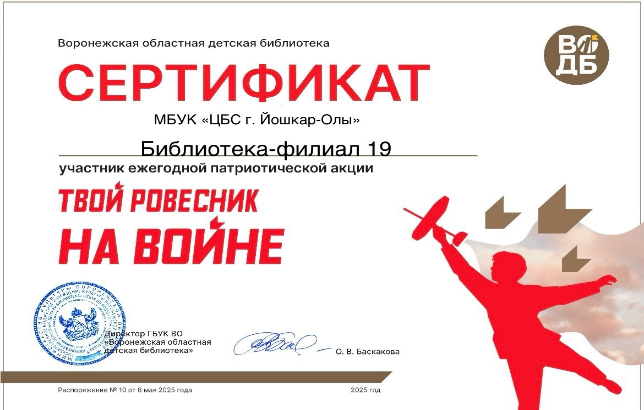 Воронежская областная детская библиотека
ВО
ДБ
СЕРТИФИКАТ
МБУК «ЦБС г. Йошкар-Олы»
Библиотека-филиал 19
участник ежегодной патриотической акции
ТВОЙ РОВЕСНИК
НА ВОЙНЕ
Директор ГБУК ВО
«Воронежская областная
детская библиотека»
О. В. Баскакова
Распоряжение № 10 от 6 мая 2025 года
2025 год